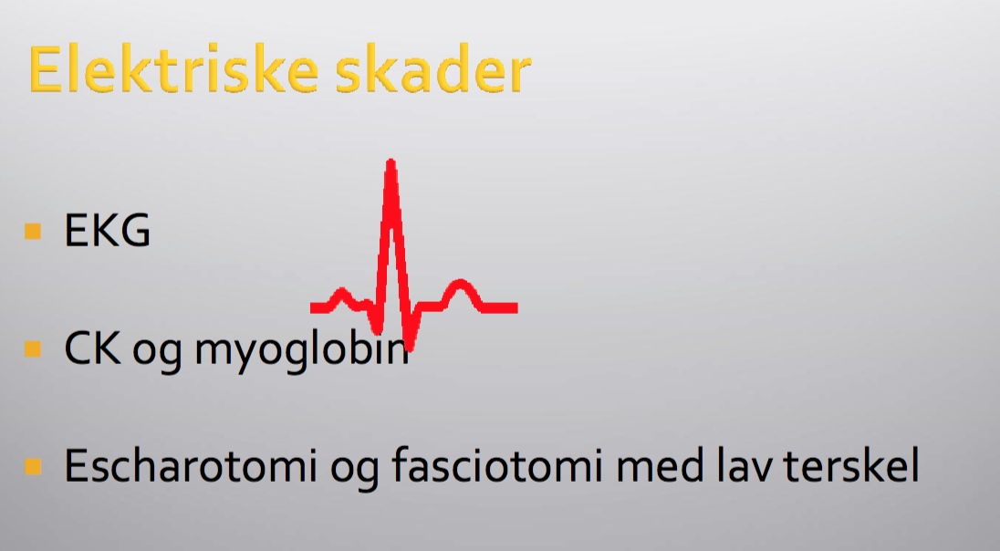 Elektriske skader
EKG
CK og myoglobin
Escharotomi og fasciotomi med lav terskel